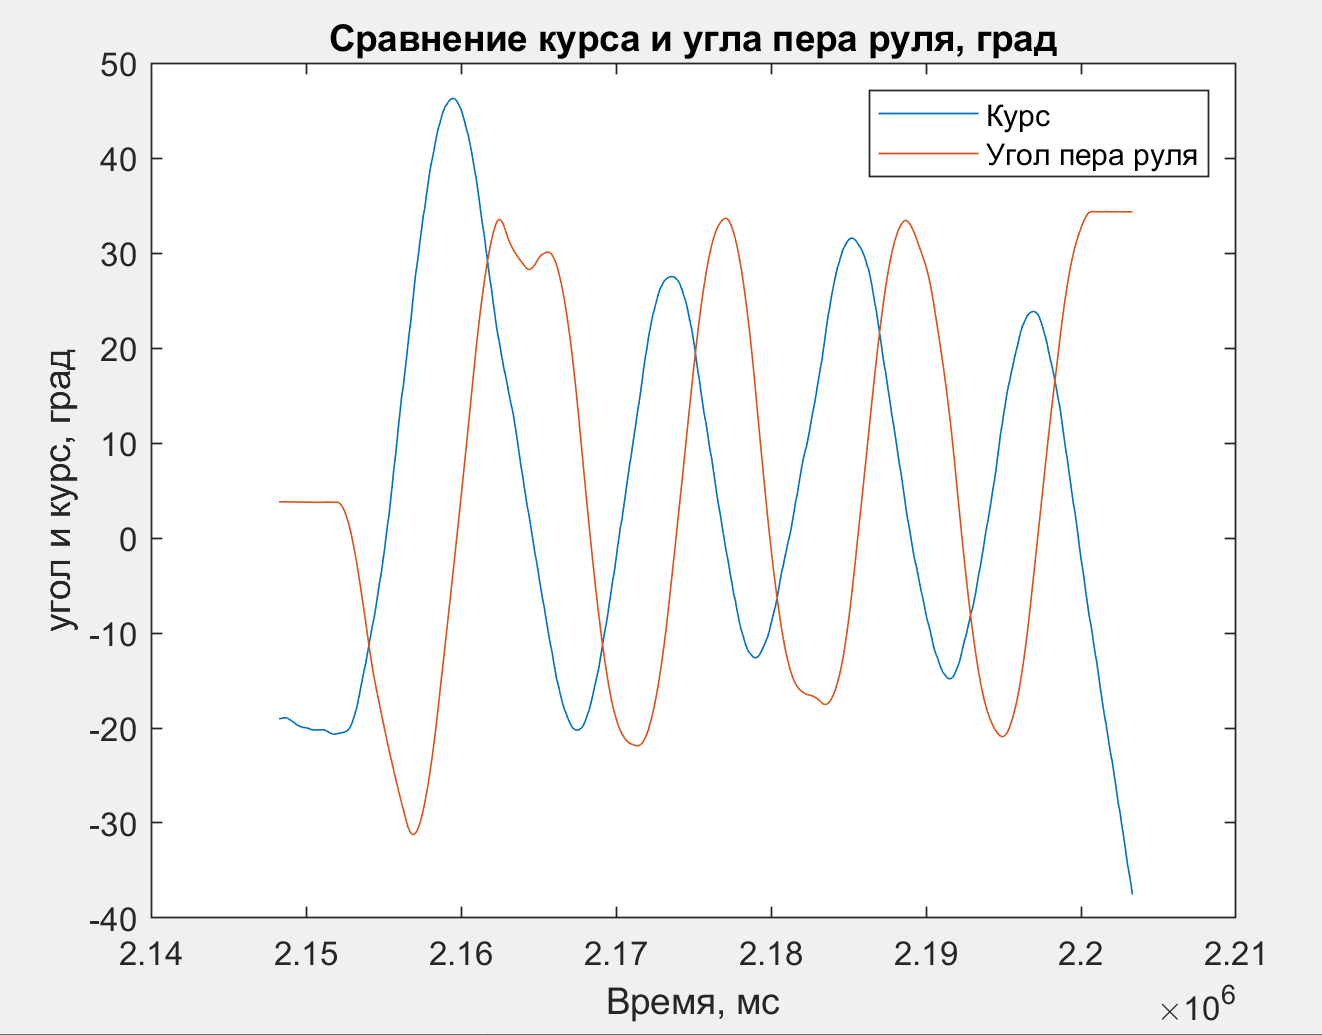 Сравнение курса и угла пера руля, град
Курс
Угол пера руля
угол и курс, град
50
40
30
20
10
0
-10
-20
-30
-40
2.14 2.15 2.16 2.17 2.18 2.19 2.2 2.21
Время, мс
×10⁶